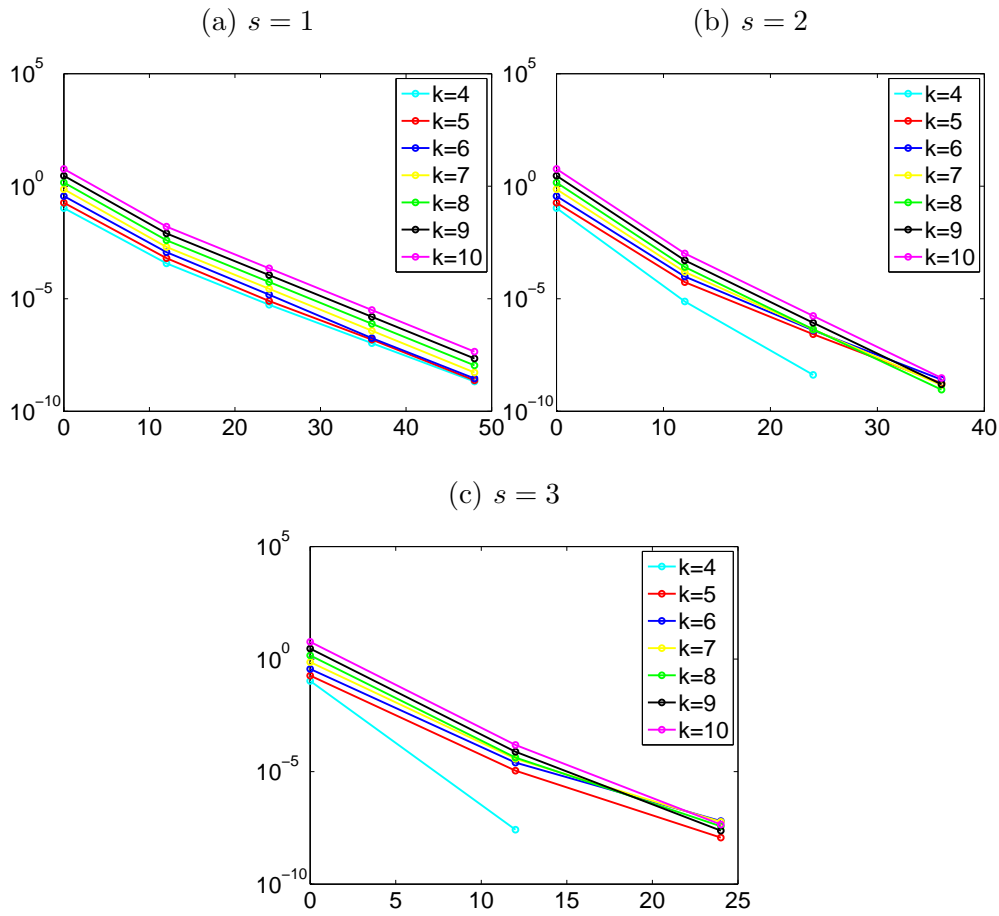 (a) s = 1
10^5
10^0
10^-5
10^-10
0 10 20 30 40 50
k=4
k=5
k=6
k=7
k=8
k=9
k=10
(b) s = 2
10^5
10^0
10^-5
10^-10
0 10 20 30 40
k=4
k=5
k=6
k=7
k=8
k=9
k=10
(c) s = 3
10^5
10^0
10^-5
10^-10
0 5 10 15 20 25
k=4
k=5
k=6
k=7
k=8
k=9
k=10